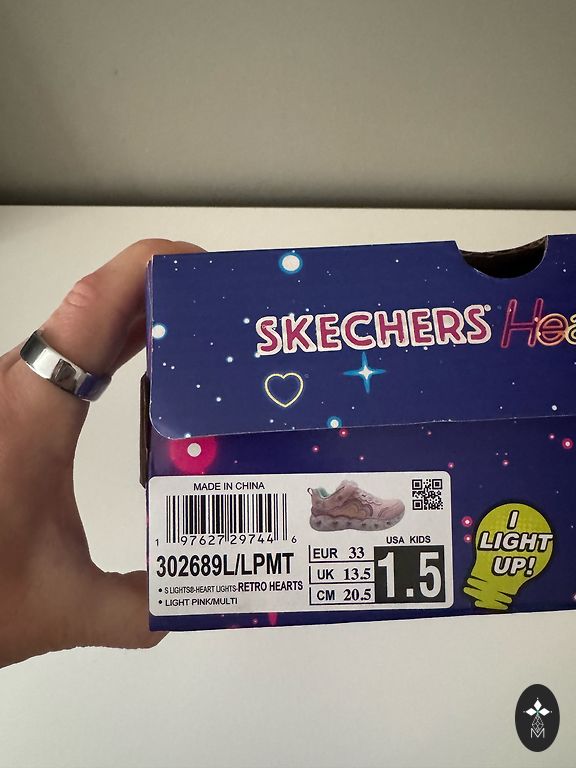 SKECHERS® Hea
MADE IN CHINA
1 97627 29744 6
302689L/LPMT
• S LIGHTS®-HEART LIGHTS-RETRO HEARTS
• LIGHT PINK/MULTI
EUR 33
UK 13.5
CM 20.5
USA KIDS
1.5
I
LIGHT
UP!
M